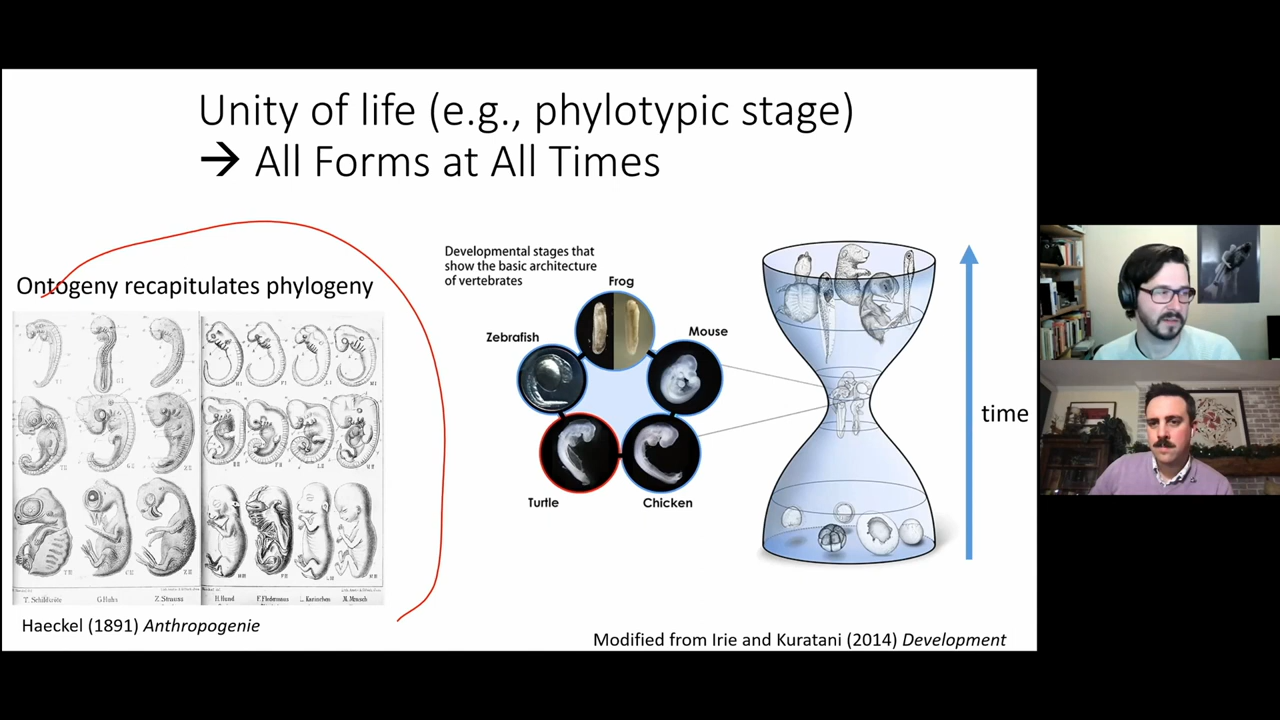 Unity of life (e.g., phylotypic stage)
→ All Forms at All Times
Ontogeny recapitulates phylogeny
Developmental stages that
show the basic architecture
of vertebrates
Frog
Zebrafish
Mouse
Turtle
Chicken
time
Haeckel (1891) Anthropogenie
Modified from Irie and Kuratani (2014) Development